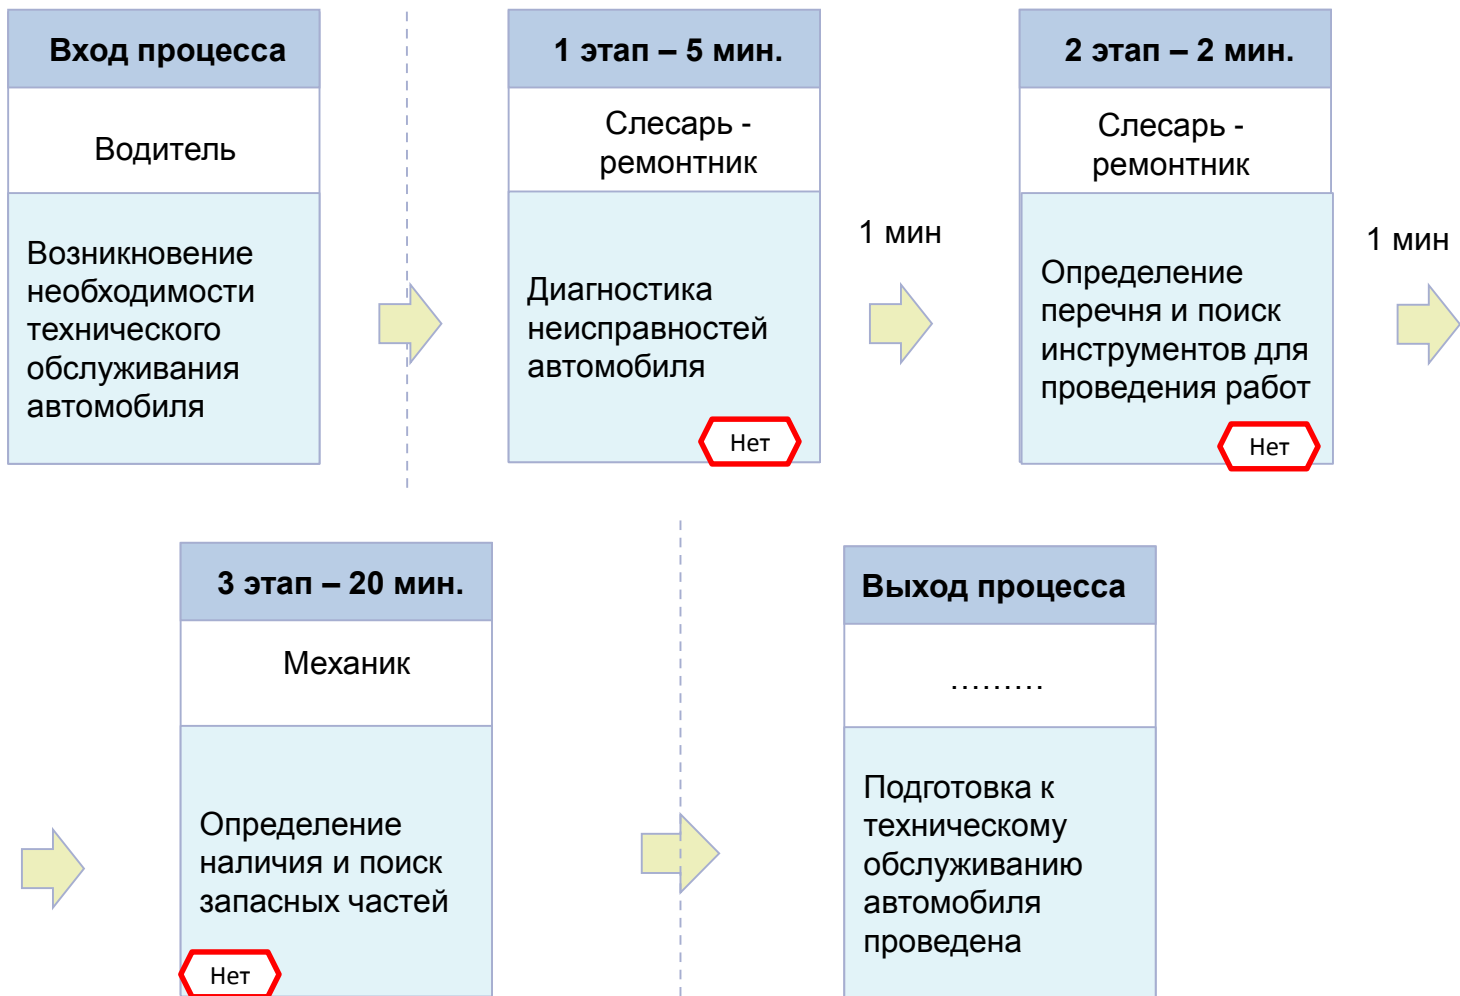 Вход процесса
Водитель
Возникновение
необходимости
технического
обслуживания
автомобиля
1 этап – 5 мин.
Слесарь -
ремонтник
Диагностика
неисправностей
автомобиля
Нет
1 мин
2 этап – 2 мин.
Слесарь -
ремонтник
Определение
перечня и поиск
инструментов для
проведения работ
Нет
1 мин
3 этап – 20 мин.
Механик
Определение
наличия и поиск
запасных частей
Нет
Выход процесса
.........
Подготовка к
техническому
обслуживанию
автомобиля
проведена